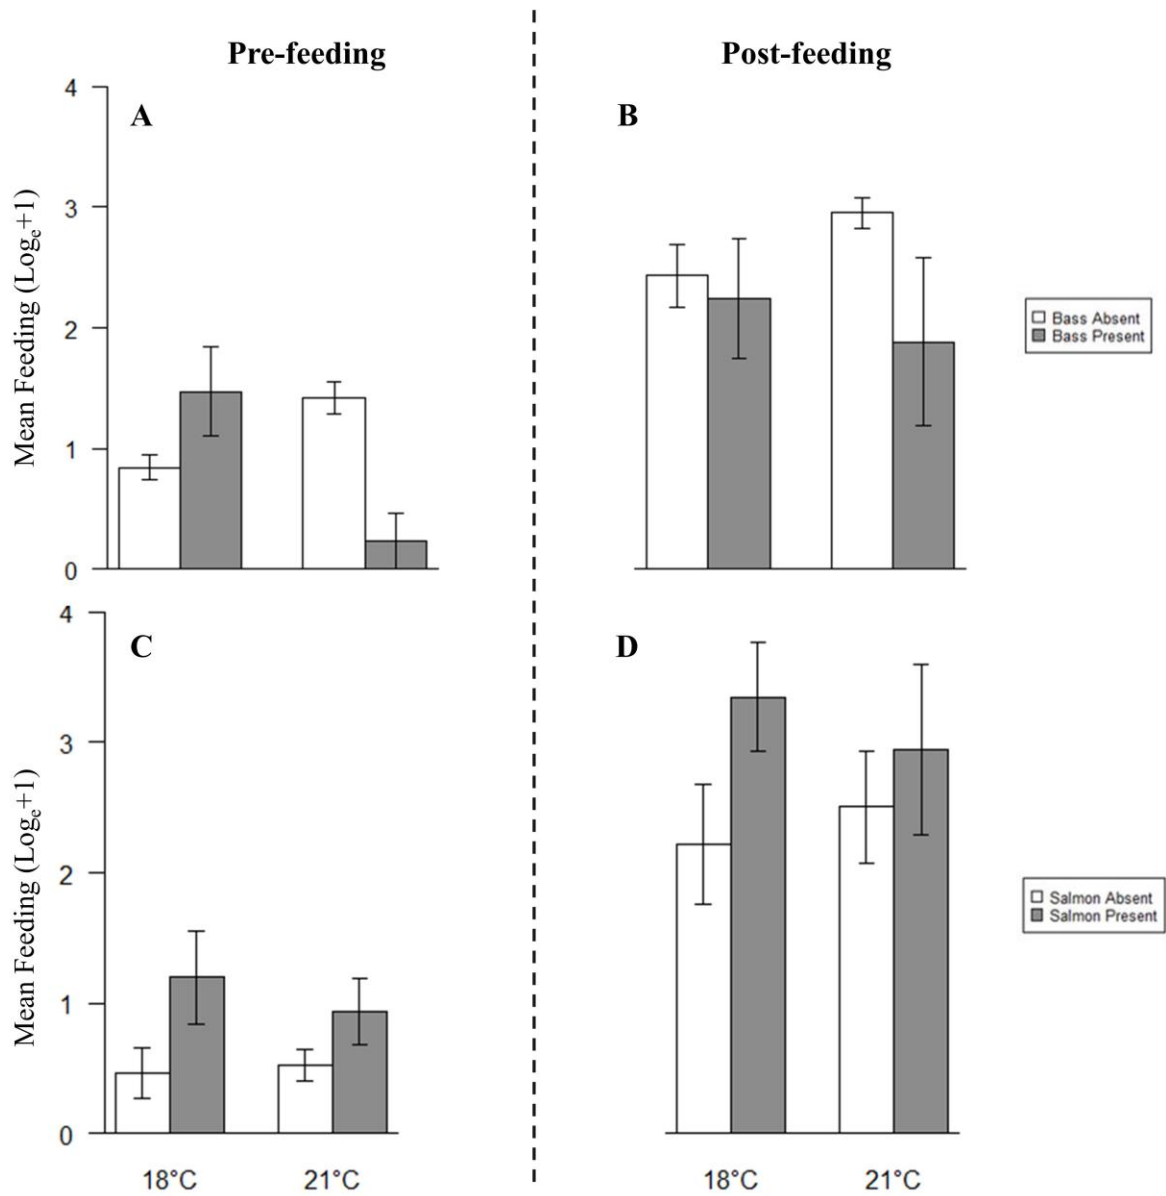 Pre-feeding
Post-feeding
A
B
4
3
2
1
0
Mean Feeding (Logₑ+1)
Bass Absent
Bass Present
C
D
4
3
2
1
0
Mean Feeding (Logₑ+1)
Salmon Absent
Salmon Present
18°C
21°C
18°C
21°C